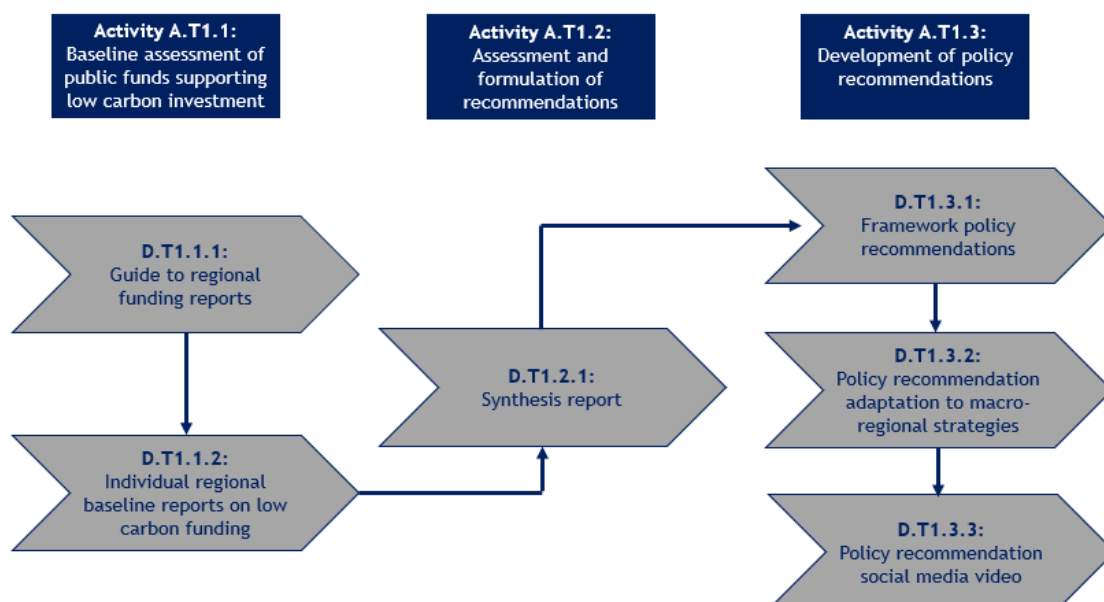 Activity A.T1.1:
Baseline assessment of
public funds supporting
low carbon investment
Activity A.T1.2:
Assessment and
formulation of
recommendations
Activity A.T1.3:
Development of policy
recommendations
D.T1.1.1:
Guide to regional
funding reports
D.T1.1.2:
Individual regional
baseline reports on low
carbon funding
D.T1.2.1:
Synthesis report
D.T1.3.1:
Framework policy
recommendations
D.T1.3.2:
Policy recommendation
adaptation to macro-
regional strategies
D.T1.3.3:
Policy recommendation
social media video